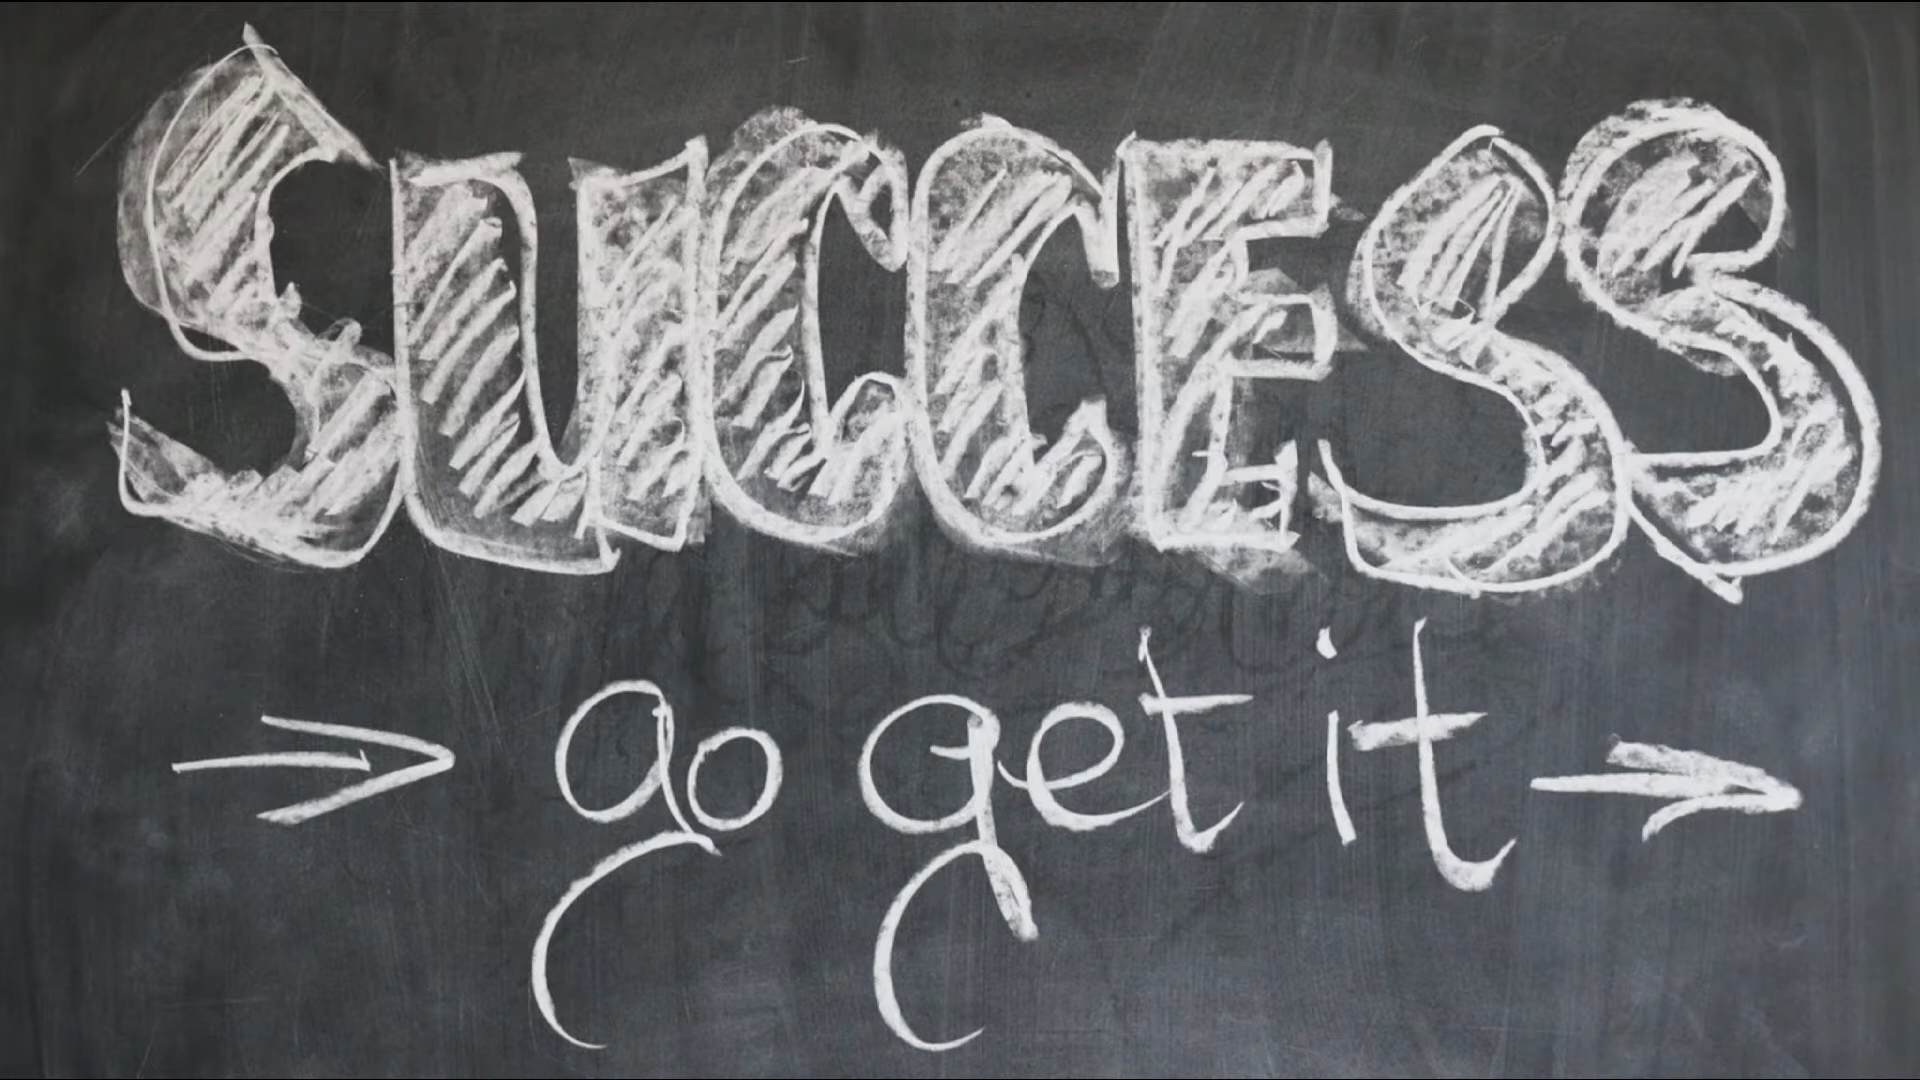 SUCCESS
→ go get it →